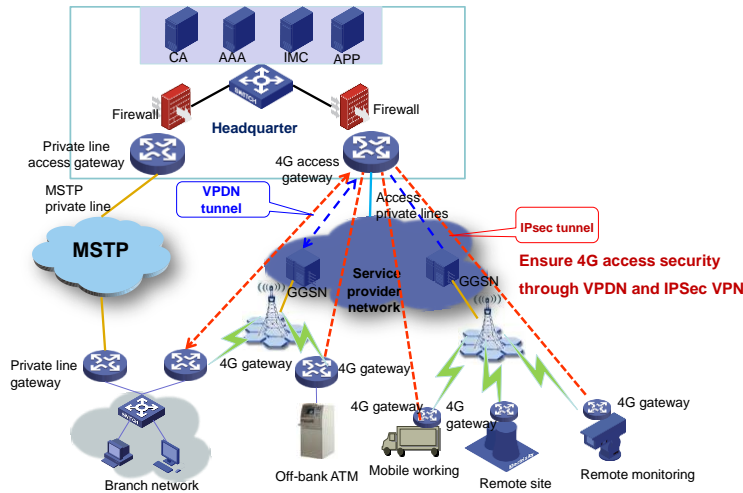 CA
AAA
IMC
APP
SWITCH
Firewall
Firewall
Headquarter
Private line
access gateway
4G access
gateway
MSTP
private line
VPDN
tunnel
Access
private lines
IPsec tunnel
MSTP
Ensure 4G access security
through VPDN and IPSec VPN
GGSN
GGSN
Service
provider
network
Private line
gateway
4G gateway
4G gateway
4G gateway
4G
gateway
4G gateway
SWITCH
Branch network
Off-bank ATM
Mobile working
Remote site
Remote monitoring